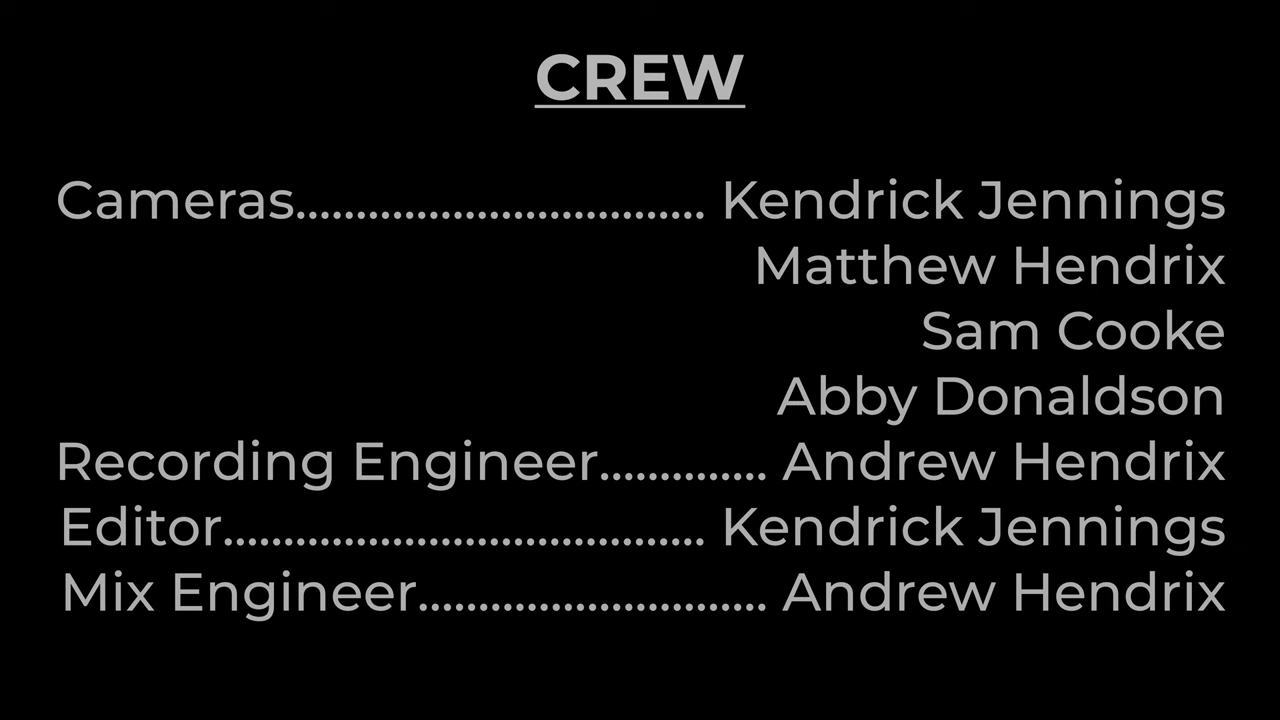 CREW
Cameras.................................. Kendrick Jennings
Matthew Hendrix
Sam Cooke
Abby Donaldson
Recording Engineer.............. Andrew Hendrix
Editor........................................ Kendrick Jennings
Mix Engineer............................. Andrew Hendrix